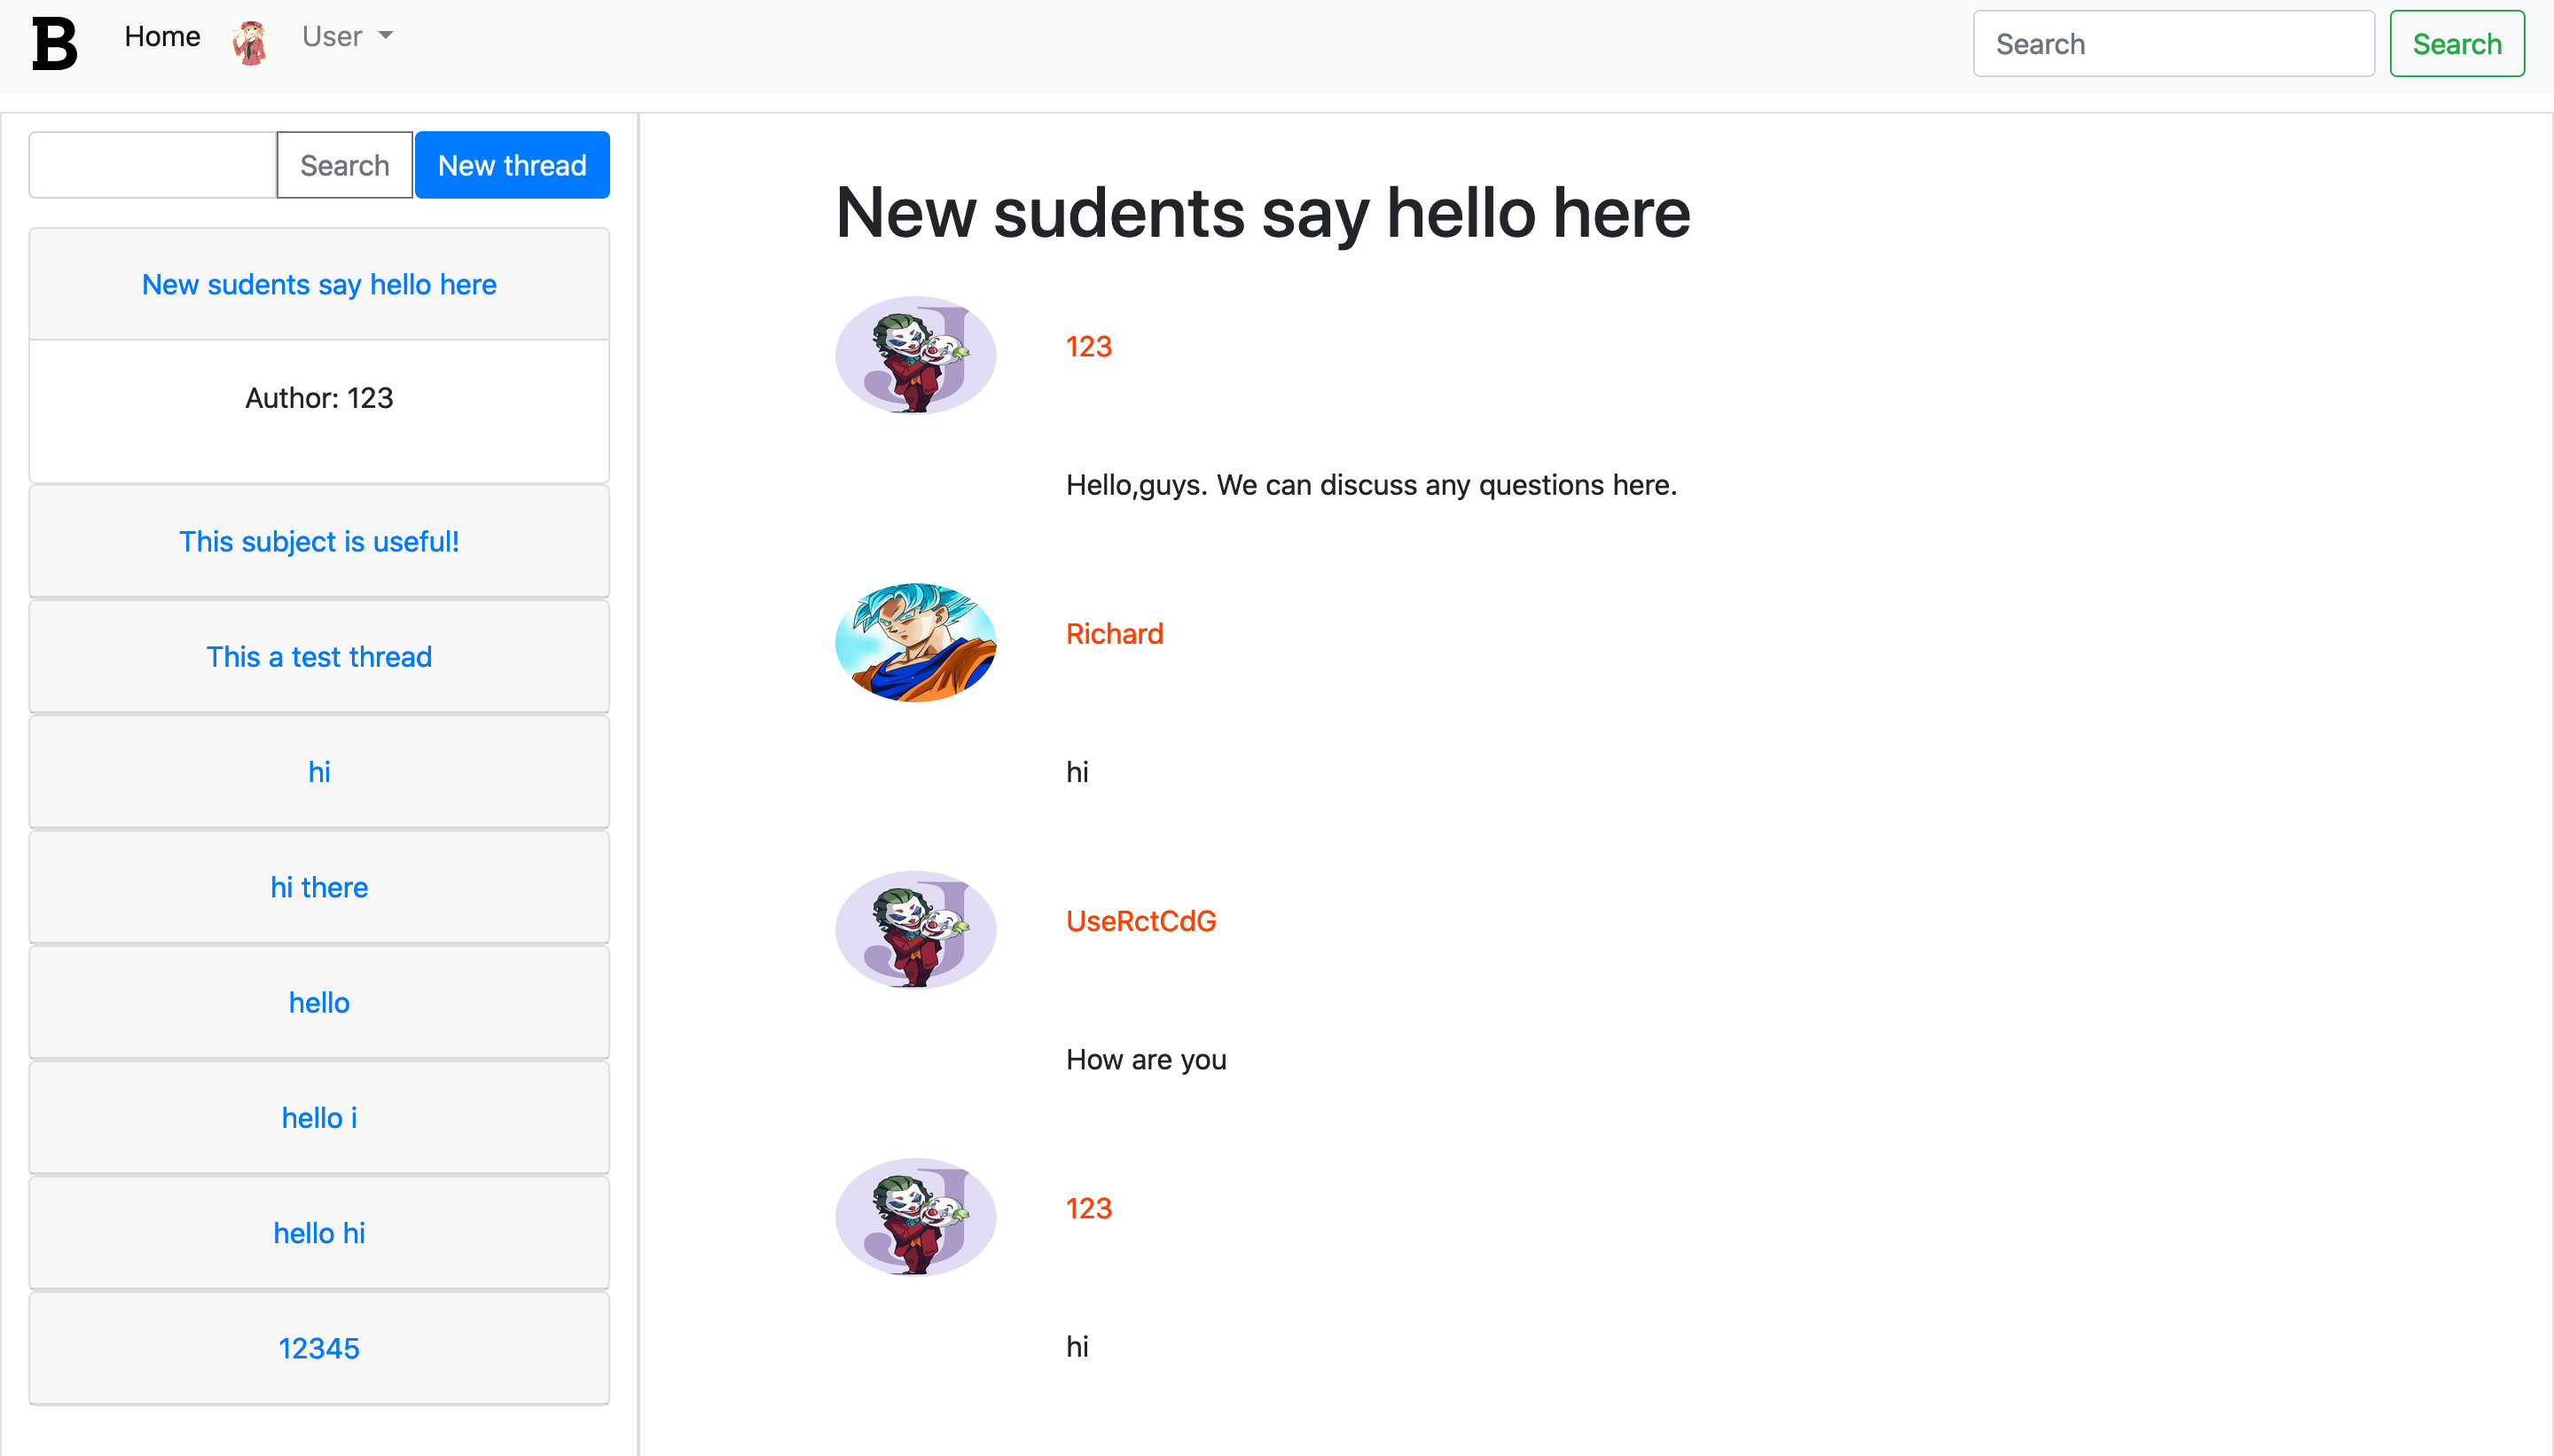 B Home User Search Search
Search New thread
New sudents say hello here
Author: 123
This subject is useful!
This a test thread
hi
hi there
hello
hello i
hello hi
12345
New sudents say hello here
123
Hello,guys. We can discuss any questions here.
Richard
hi
UseRctCdG
How are you
123
hi